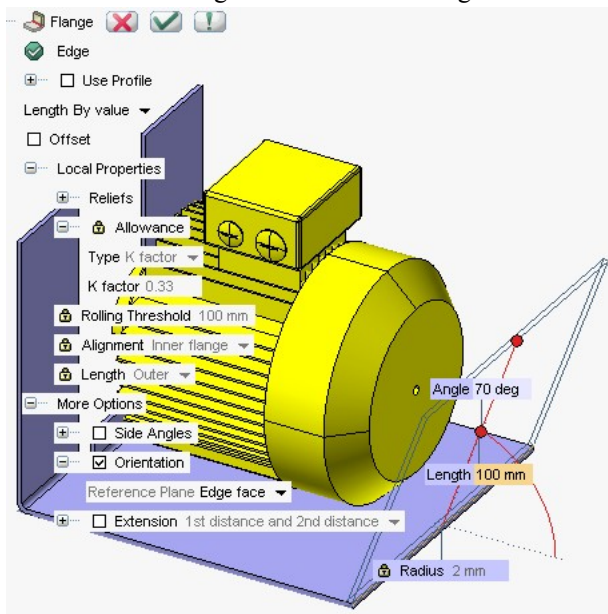 Flange
Edge
Use Profile
Length By value
Offset
Local Properties
Reliefs
Allowance
Type K factor
K factor 0.33
Rolling Threshold 100 mm
Alignment Inner flange
Length Outer
More Options
Side Angles
Orientation
Reference Plane Edge face
Extension 1st distance and 2nd distance
Angle 70 deg
Length 100 mm
Radius 2 mm